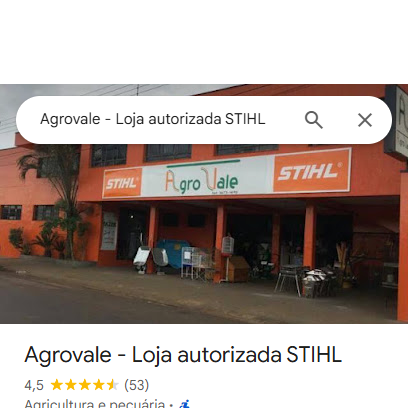 Agrovale - Loja autorizada STIHL
STIHL Agro Vale STIHL
Agrovale - Loja autorizada STIHL
4,5 (53)
Agricultura e pecuária ·